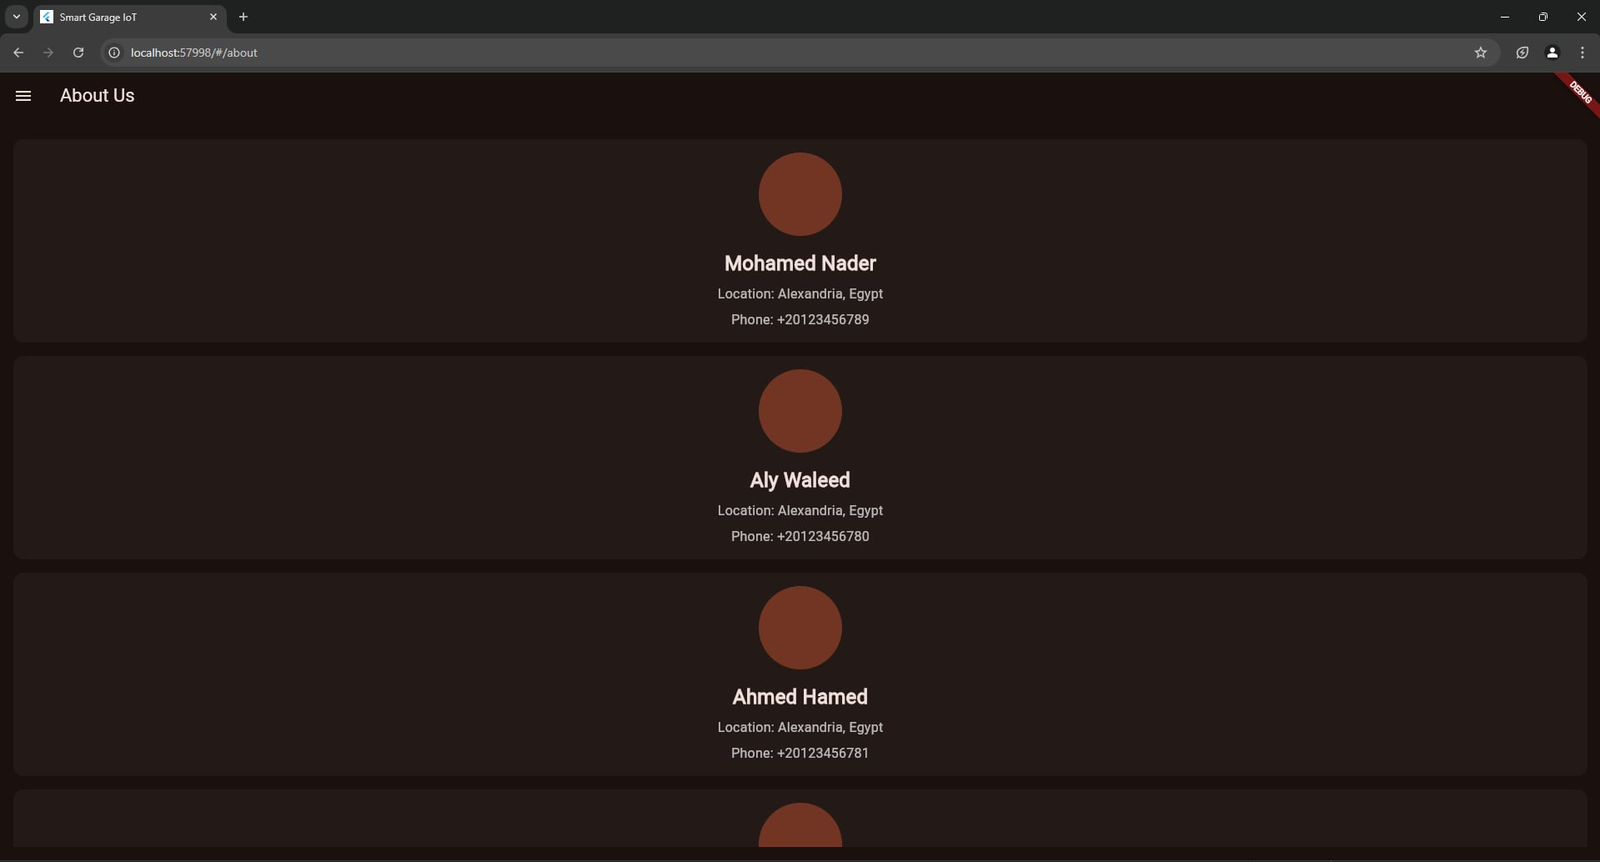 Smart Garage IoT
localhost:57998/#/about
About Us
DEBUG
Mohamed Nader
Location: Alexandria, Egypt
Phone: +20123456789
Aly Waleed
Location: Alexandria, Egypt
Phone: +20123456780
Ahmed Hamed
Location: Alexandria, Egypt
Phone: +20123456781